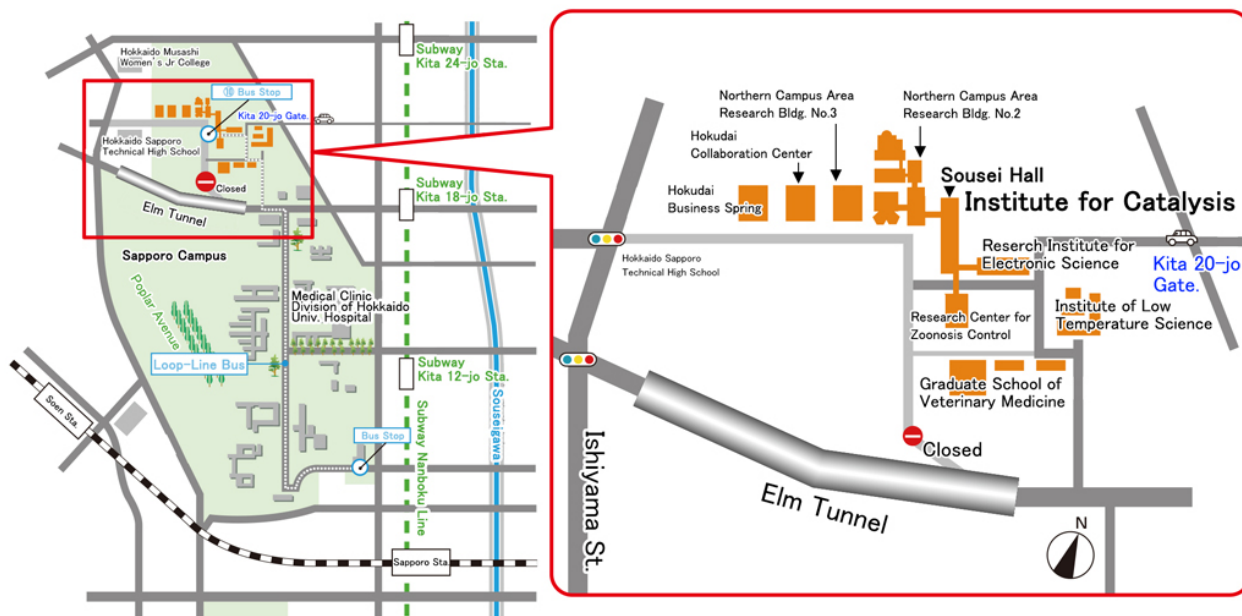 Hokkaido Musashi
Women's Jr College
⑩ Bus Stop
Kita 20-jo Gate.
Hokkaido Sapporo
Technical High School
Closed
Elm Tunnel
Subway
Kita 24-jo Sta.
Subway
Kita 18-jo Sta.
Sapporo Campus
Poplar Avenue
Medical Clinic
Division of Hokkaido
Univ. Hospital
Loop-Line Bus
Subway
Kita 12-jo Sta.
Souseigawa
Subway Nanboku Line
Bus Stop
Soen Sta.
Sapporo Sta.
Northern Campus Area
Research Bldg. No.3
Northern Campus Area
Research Bldg. No.2
Hokudai
Collaboration Center
Hokudai
Business Spring
Sousei Hall
Institute for Catalysis
Hokkaido Sapporo
Technical High School
Reserch Institute for
Electronic Science
Kita 20-jo
Gate.
Research Center for
Zoonosis Control
Institute of Low
Temperature Science
Graduate School of
Veterinary Medicine
Closed
Elm Tunnel
Ishiyama St.
N